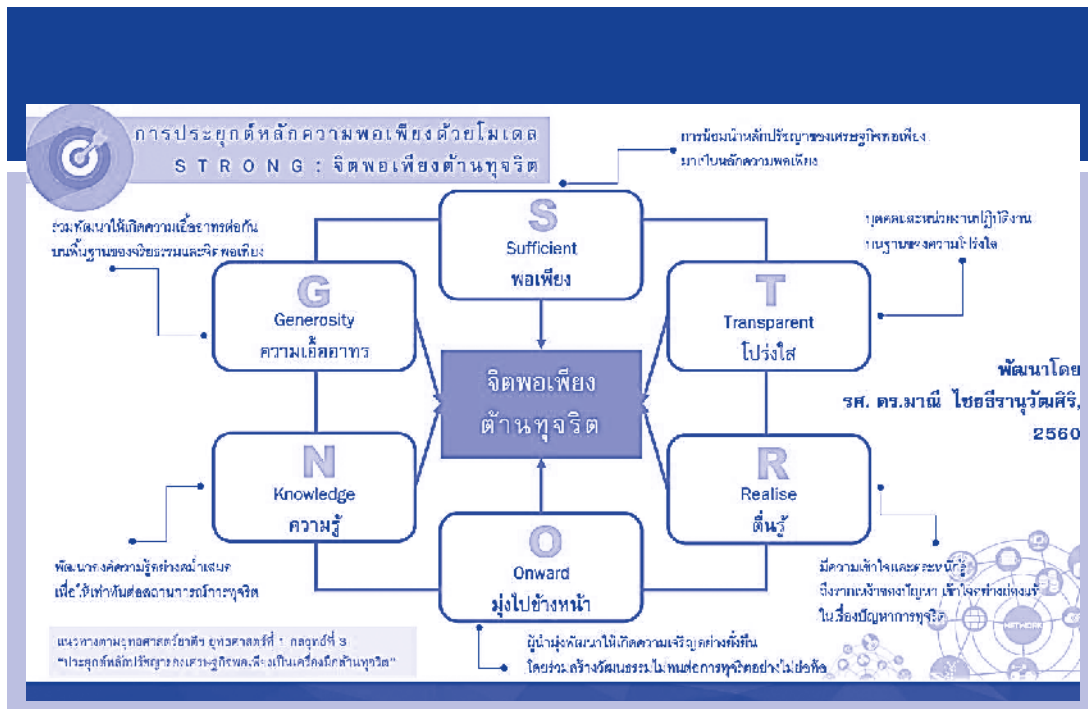 การประยุกต์หลักความพอเพียงด้วยโมเดล
STRONG : จิตพอเพียงต้านทุจริต
การน้อมนำหลักปรัชญาของเศรษฐกิจพอเพียง
หลักความพอเพียง
ร่วมพัฒนาให้เกิดความเอื้ออาทรต่อกัน
บนพื้นฐานของจริยธรรมและจิตพอเพียง
S
Sufficient
พอเพียง
บุคคลและหน่วยงานปฏิบัติงาน
บนฐานของความโปร่งใส
G
Generosity
ความเอื้ออาทร
T
Transparent
โปร่งใส
จิตพอเพียง
ต้านทุจริต
พัฒนาโดย
รศ. ดร.มาณี ไชยธีรานุวัฒศิริ,
2560
N
Knowledge
ความรู้
R
Realise
ตื่นรู้
O
Onward
มุ่งไปข้างหน้า
พัฒนาองค์ความรู้อย่างสม่ำเสมอ
เพื่อให้เท่าทันต่อสถานการณ์การทุจริต
มีความเข้าใจและตระหนักรู้
ถึงรากเหง้าของปัญหา เข้าใจอย่างถ่องแท้
ในเรื่องปัญหาการทุจริต
NETWORK
แนวทางตามยุทธศาสตร์ชาติฯ ยุทธศาสตร์ที่ 1 กลยุทธ์ที่ 3
"ประยุกต์หลักปรัชญาของเศรษฐกิจพอเพียงเป็นเครื่องมือต้านทุจริต"
ผู้นำมุ่งพัฒนาให้เกิดความเจริญอย่างยั่งยืน
โดยร่วมสร้างวัฒนธรรมไม่ทนต่อการทุจริตอย่างไม่ย่อท้อ